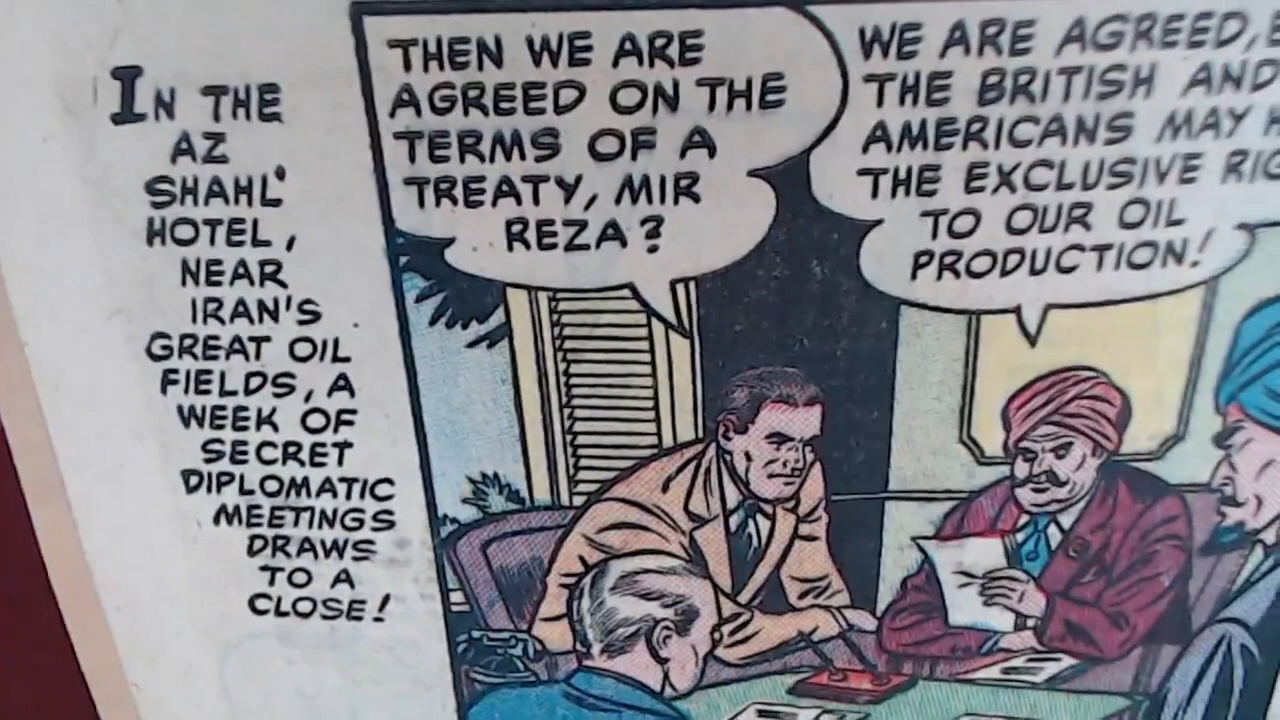 IN THE
AZ
SHAHL'
HOTEL,
NEAR
IRAN'S
GREAT OIL
FIELDS, A
WEEK OF
SECRET
DIPLOMATIC
MEETINGS
DRAWS
TO A
CLOSE!
THEN WE ARE
AGREED ON THE
TERMS OF A
TREATY, MIR
REZA?
WE ARE AGREED,
THE BRITISH AND
AMERICANS MAY
THE EXCLUSIVE
TO OUR OIL
PRODUCTION!